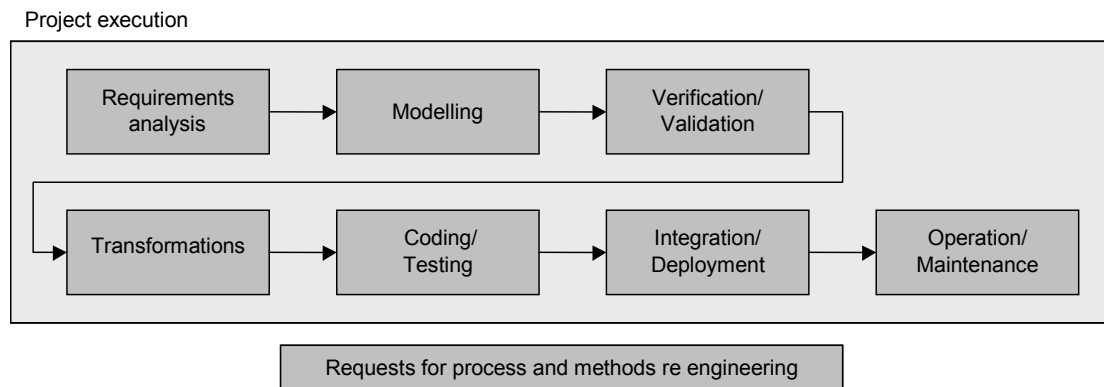 Project execution
Requirements
analysis
Modelling
Verification/
Validation
Transformations
Coding/
Testing
Integration/
Deployment
Operation/
Maintenance
Requests for process and methods re engineering